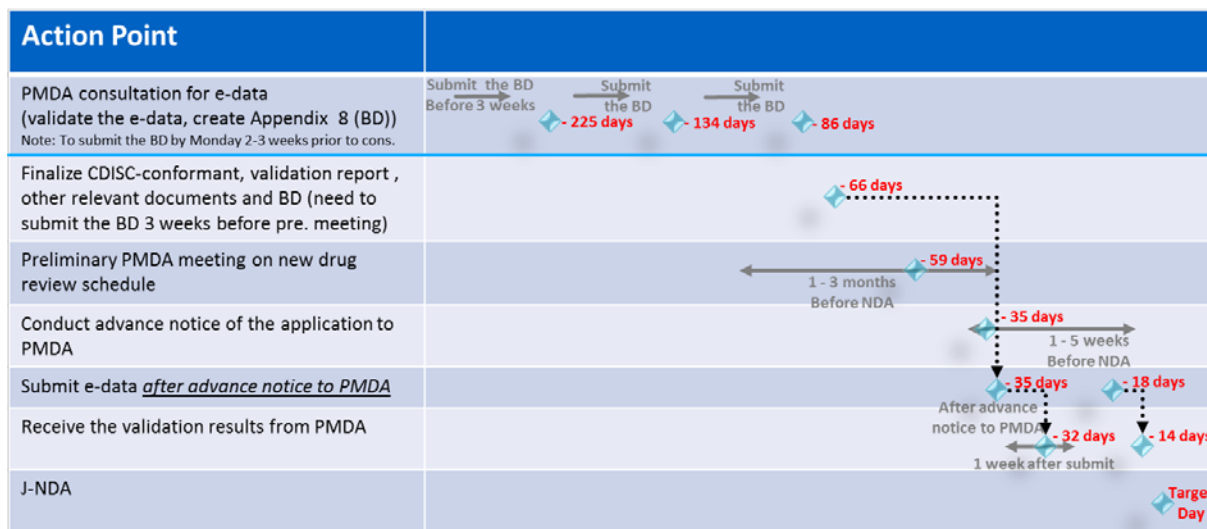 Action Point
PMDA consultation for e-data
(validate the e-data, create Appendix 8 (BD))
Note: To submit the BD by Monday 2-3 weeks prior to cons.
Submit the BD
Before 3 weeks
Submit
the BD
Submit
the BD
- 225 days
- 134 days
- 86 days
Finalize CDISC-conformant, validation report ,
other relevant documents and BD (need to
submit the BD 3 weeks before pre. meeting)
- 66 days
Preliminary PMDA meeting on new drug
review schedule
- 59 days
1 - 3 months
Before NDA
Conduct advance notice of the application to
PMDA
- 35 days
1 - 5 weeks
Before NDA
Submit e-data after advance notice to PMDA
- 35 days
- 18 days
After advance
notice to PMDA
Receive the validation results from PMDA
- 32 days
- 14 days
1 week after submit
J-NDA
Target
Day